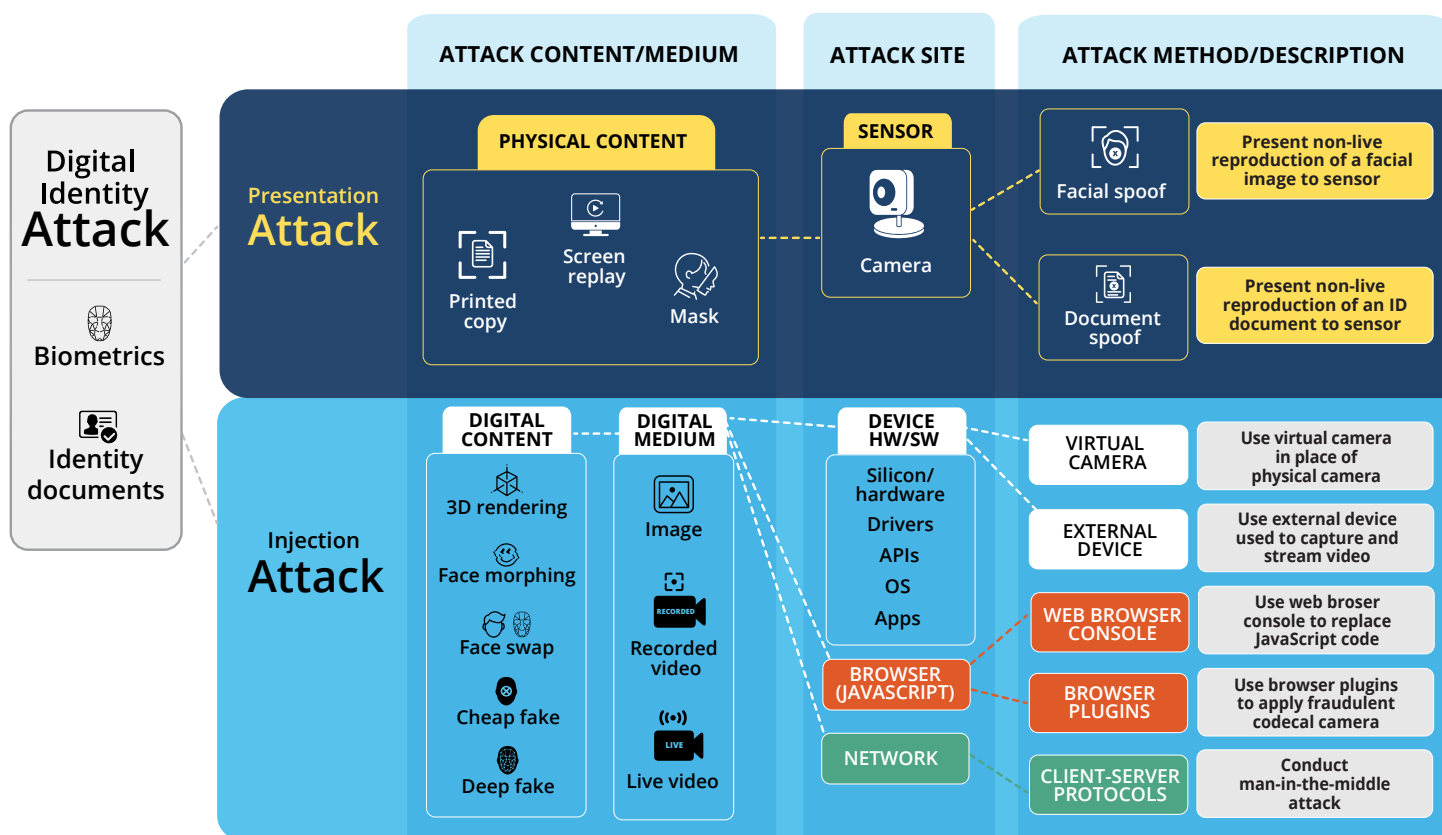 ATTACK CONTENT/MEDIUM
ATTACK SITE
ATTACK METHOD/DESCRIPTION
Digital
Identity
Attack
Biometrics
Identity
documents
Presentation
Attack
PHYSICAL CONTENT
Printed
copy
Screen
replay
Mask
SENSOR
Camera
Facial spoof
Present non-live
reproduction of a facial
image to sensor
Document
spoof
Present non-live
reproduction of an ID
document to sensor
Injection
Attack
DIGITAL
CONTENT
3D rendering
Face morphing
Face swap
Cheap fake
Deep fake
DIGITAL
MEDIUM
Image
RECORDED
Recorded
video
LIVE
Live video
DEVICE
HW/SW
Silicon/
hardware
Drivers
APIs
OS
Apps
BROWSER
(JAVASCRIPT)
NETWORK
VIRTUAL
CAMERA
Use virtual camera
in place of
physical camera
EXTERNAL
DEVICE
Use external device
used to capture and
stream video
WEB BROWSER
CONSOLE
Use web broser
console to replace
JavaScript code
BROWSER
PLUGINS
Use browser plugins
to apply fraudulent
codecal camera
CLIENT-SERVER
PROTOCOLS
Conduct
man-in-the-middle
attack